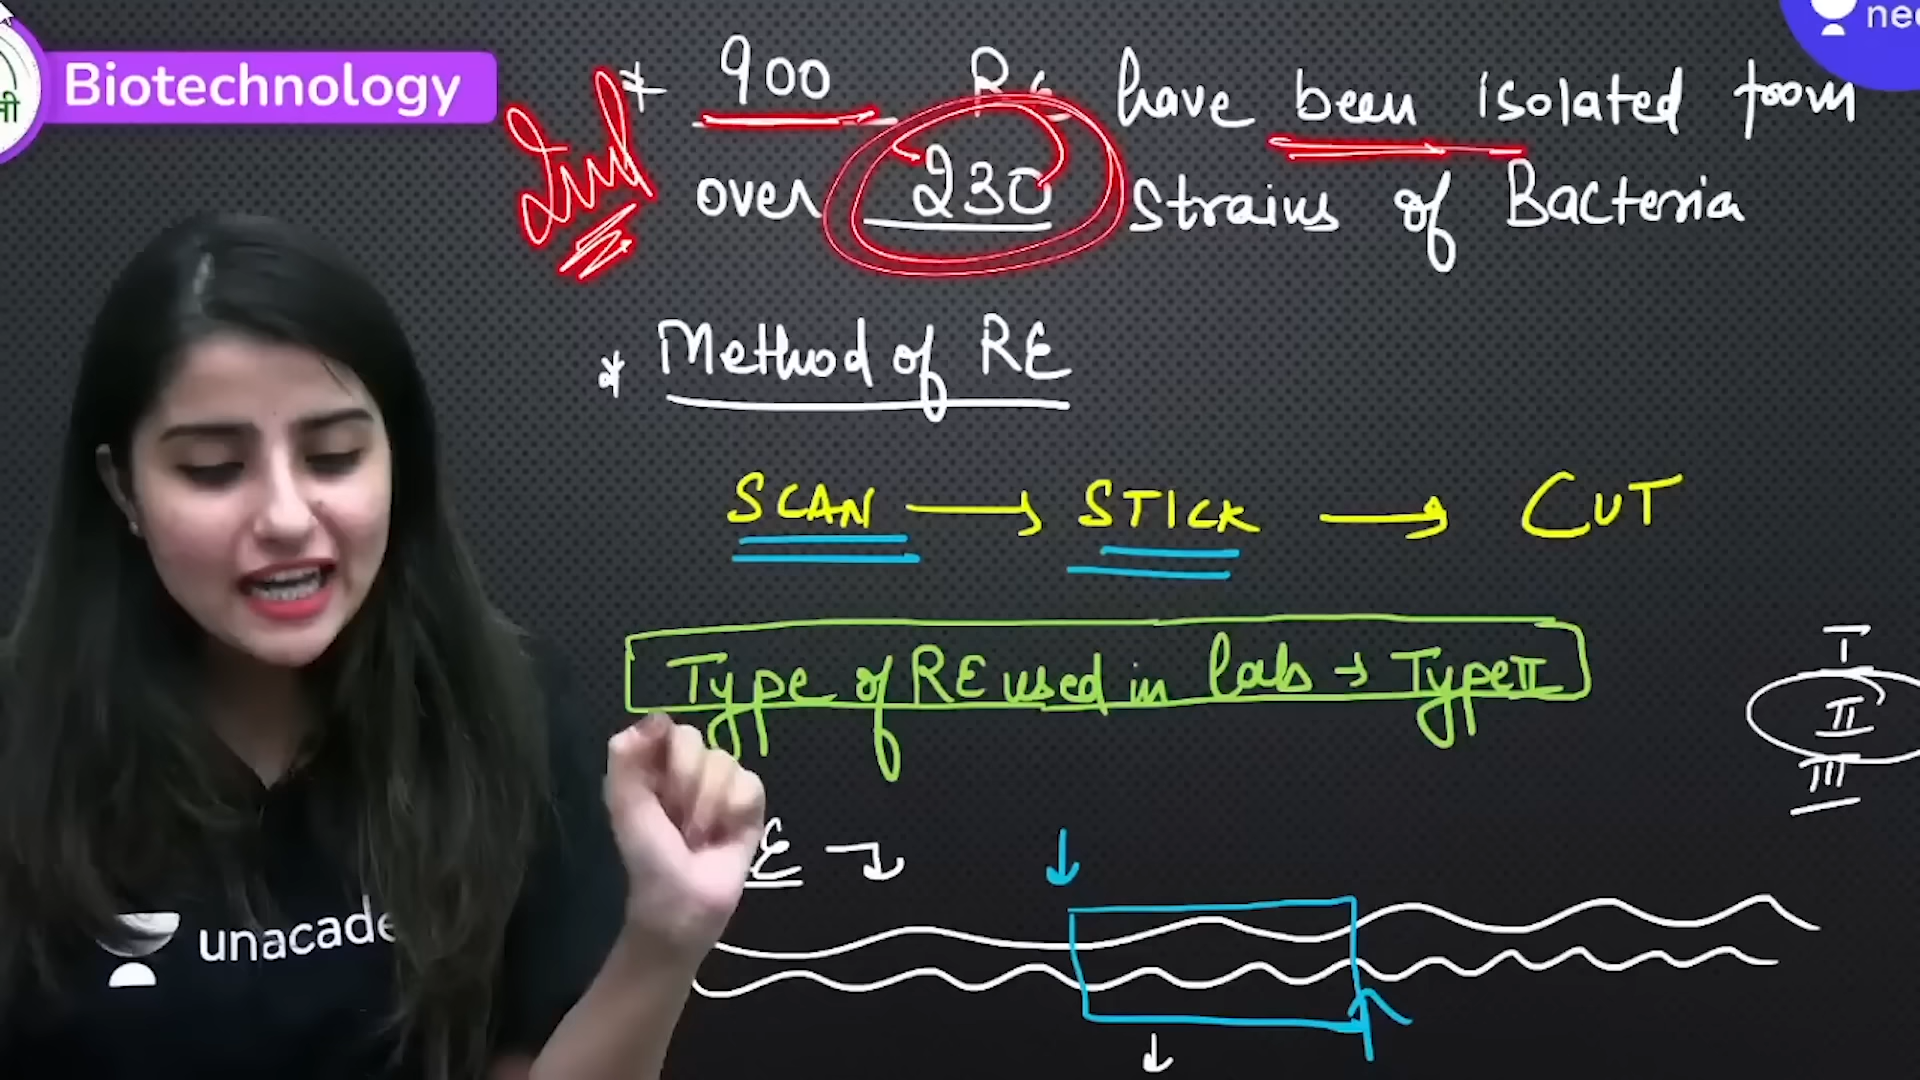 Biotechnology
* 900 RE have been isolated from
over 230 strains of Bacteria
* Method of RE
SCAN → STICK → CUT
Type of RE used in lab → Type II
I
II
III
unacade